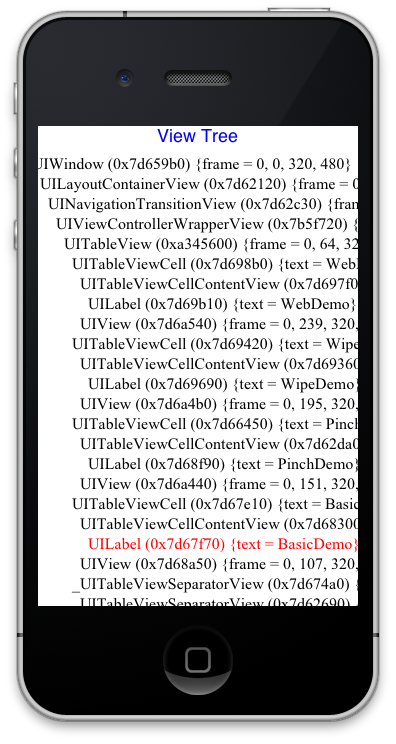 View Tree
UIWindow (0x7d659b0) {frame = 0, 0, 320, 480}
UILayoutContainerView (0x7d62120) {frame = 0
UINavigationTransitionView (0x7d62c30) {fram
UIViewControllerWrapperView (0x7b5f720) {
UITableView (0xa345600) {frame = 0, 64, 32
UITableViewCell (0x7d698b0) {text = Web
UITableViewCellContentView (0x7d697f0
UILabel (0x7d69b10) {text = WebDemo}
UIView (0x7d6a540) {frame = 0, 239, 320,
UITableViewCell (0x7d69420) {text = Wipe
UITableViewCellContentView (0x7d69360
UILabel (0x7d69690) {text = WipeDemo}
UIView (0x7d6a4b0) {frame = 0, 195, 320,
UITableViewCell (0x7d66450) {text = Pinch
UITableViewCellContentView (0x7d62da0
UILabel (0x7d68f90) {text = PinchDemo}
UIView (0x7d6a440) {frame = 0, 151, 320,
UITableViewCell (0x7d67e10) {text = Basic
UITableViewCellContentView (0x7d68300
UILabel (0x7d67f70) {text = BasicDemo}
UIView (0x7d68a50) {frame = 0, 107, 320,
_UITableViewSeparatorView (0x7d674a0) {
_UITableViewSeparatorView (0x7d62690)